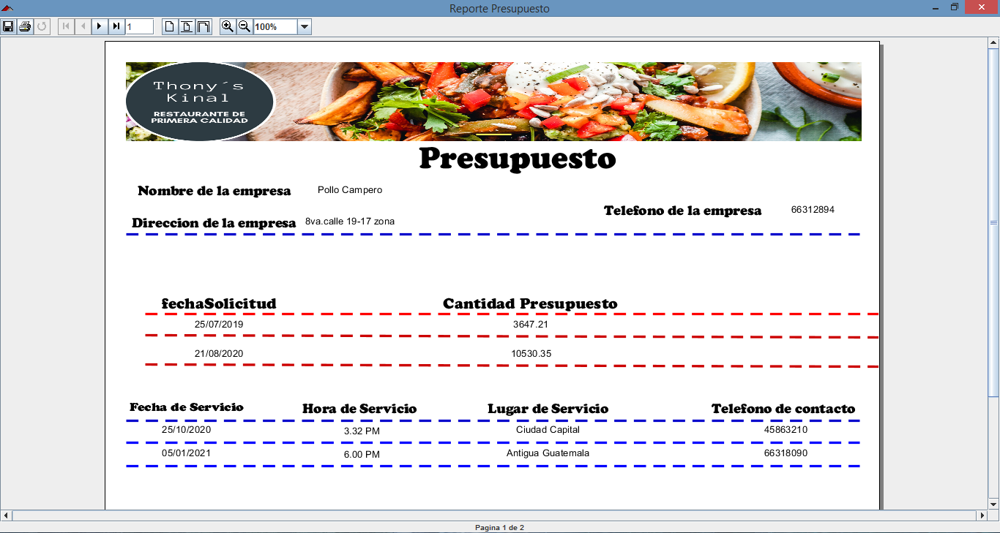 Reporte Presupuesto
1
100%
Thony´s
Kinal
RESTAURANTE DE
PRIMERA CALIDAD
Presupuesto
Nombre de la empresa Pollo Campero
Telefono de la empresa 66312894
Direccion de la empresa 8va.calle 19-17 zona
fechaSolicitud Cantidad Presupuesto
25/07/2019 3647.21
21/08/2020 10530.35
Fecha de Servicio Hora de Servicio Lugar de Servicio Telefono de contacto
25/10/2020 3.32 PM Ciudad Capital 45863210
05/01/2021 6.00 PM Antigua Guatemala 66318090
Pagina 1 de 2